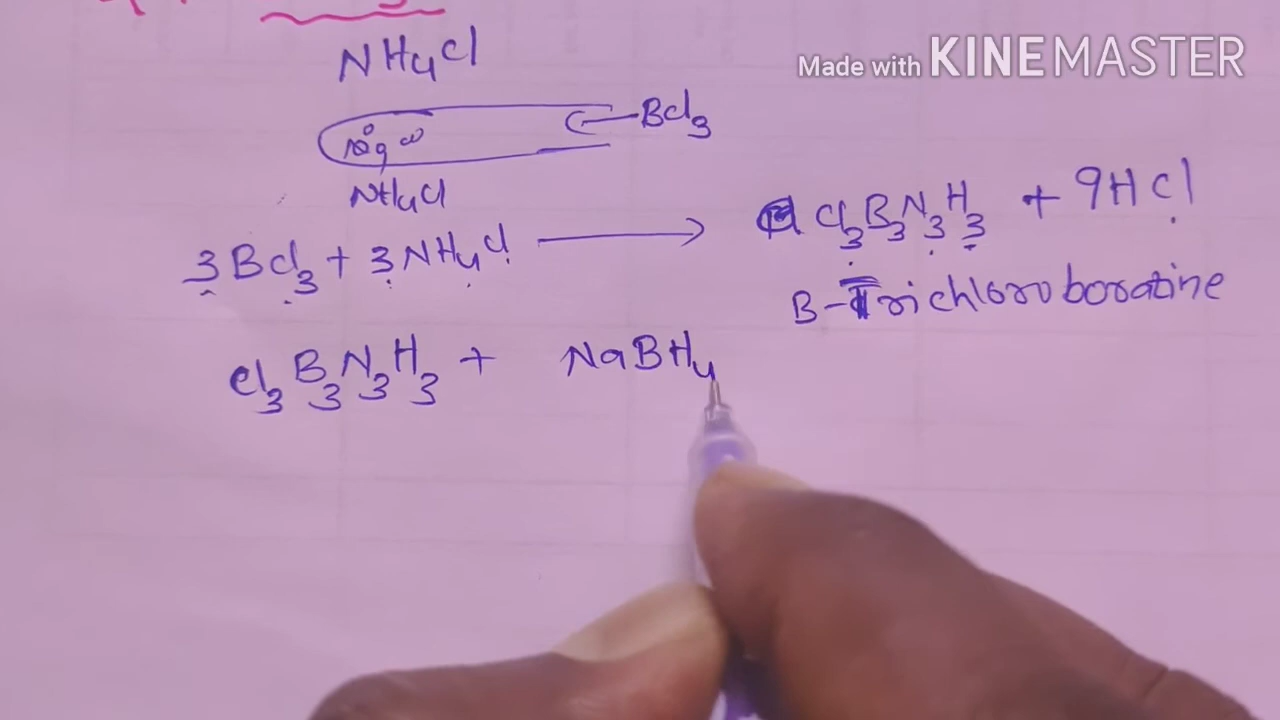 Made with KINEMASTER
NH4Cl
BCl3
NH4Cl
3BCl3 + 3NH4Cl ⟶ Cl3B3N3H3 + 9HCl
B-Trichloroboratine
Cl3B3N3H3 + NaBH4